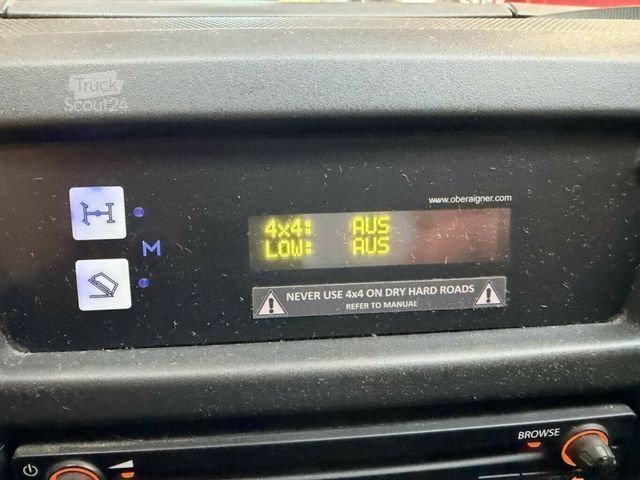 Truck
Scout24
www.oberaigner.com
4x4: AUS
LOW: AUS
M
NEVER USE 4x4 ON DRY HARD ROADS
REFER TO MANUAL
BROWSE